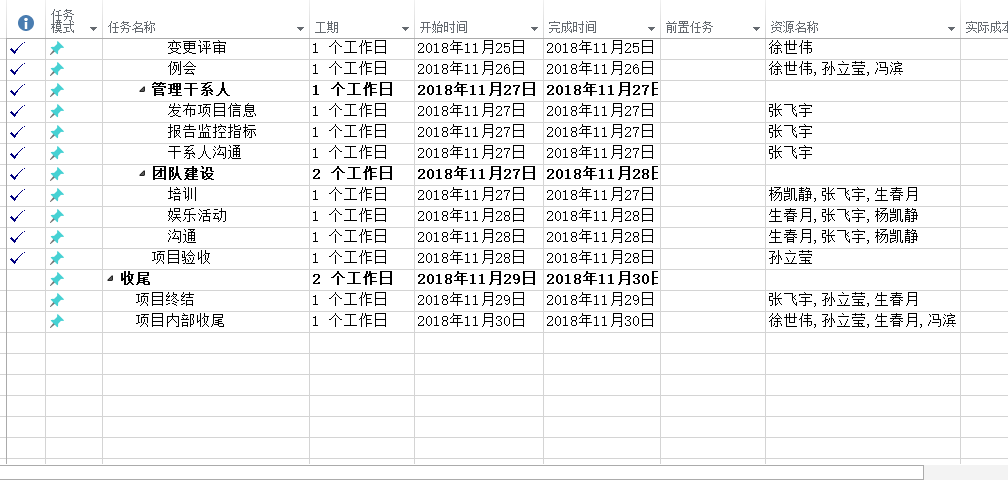 任务模式 任务名称 工期 开始时间 完成时间 前置任务 资源名称 实际成本
变更评审 1 个工作日 2018年11月25日 2018年11月25日 徐世伟
例会 1 个工作日 2018年11月26日 2018年11月26日 徐世伟,孙立莹,冯滨
管理干系人 1 个工作日 2018年11月27日 2018年11月27日
发布项目信息 1 个工作日 2018年11月27日 2018年11月27日 张飞宇
报告监控指标 1 个工作日 2018年11月27日 2018年11月27日 张飞宇
干系人沟通 1 个工作日 2018年11月27日 2018年11月27日 张飞宇
团队建设 2 个工作日 2018年11月27日 2018年11月28日
培训 1 个工作日 2018年11月27日 2018年11月27日 杨凯静,张飞宇,生春月
娱乐活动 1 个工作日 2018年11月28日 2018年11月28日 生春月,张飞宇,杨凯静
沟通 1 个工作日 2018年11月28日 2018年11月28日 生春月,张飞宇,杨凯静
项目验收 1 个工作日 2018年11月28日 2018年11月28日 孙立莹
收尾 2 个工作日 2018年11月29日 2018年11月30日
项目终结 1 个工作日 2018年11月29日 2018年11月29日 张飞宇,孙立莹,生春月
项目内部收尾 1 个工作日 2018年11月30日 2018年11月30日 徐世伟,孙立莹,生春月,冯滨